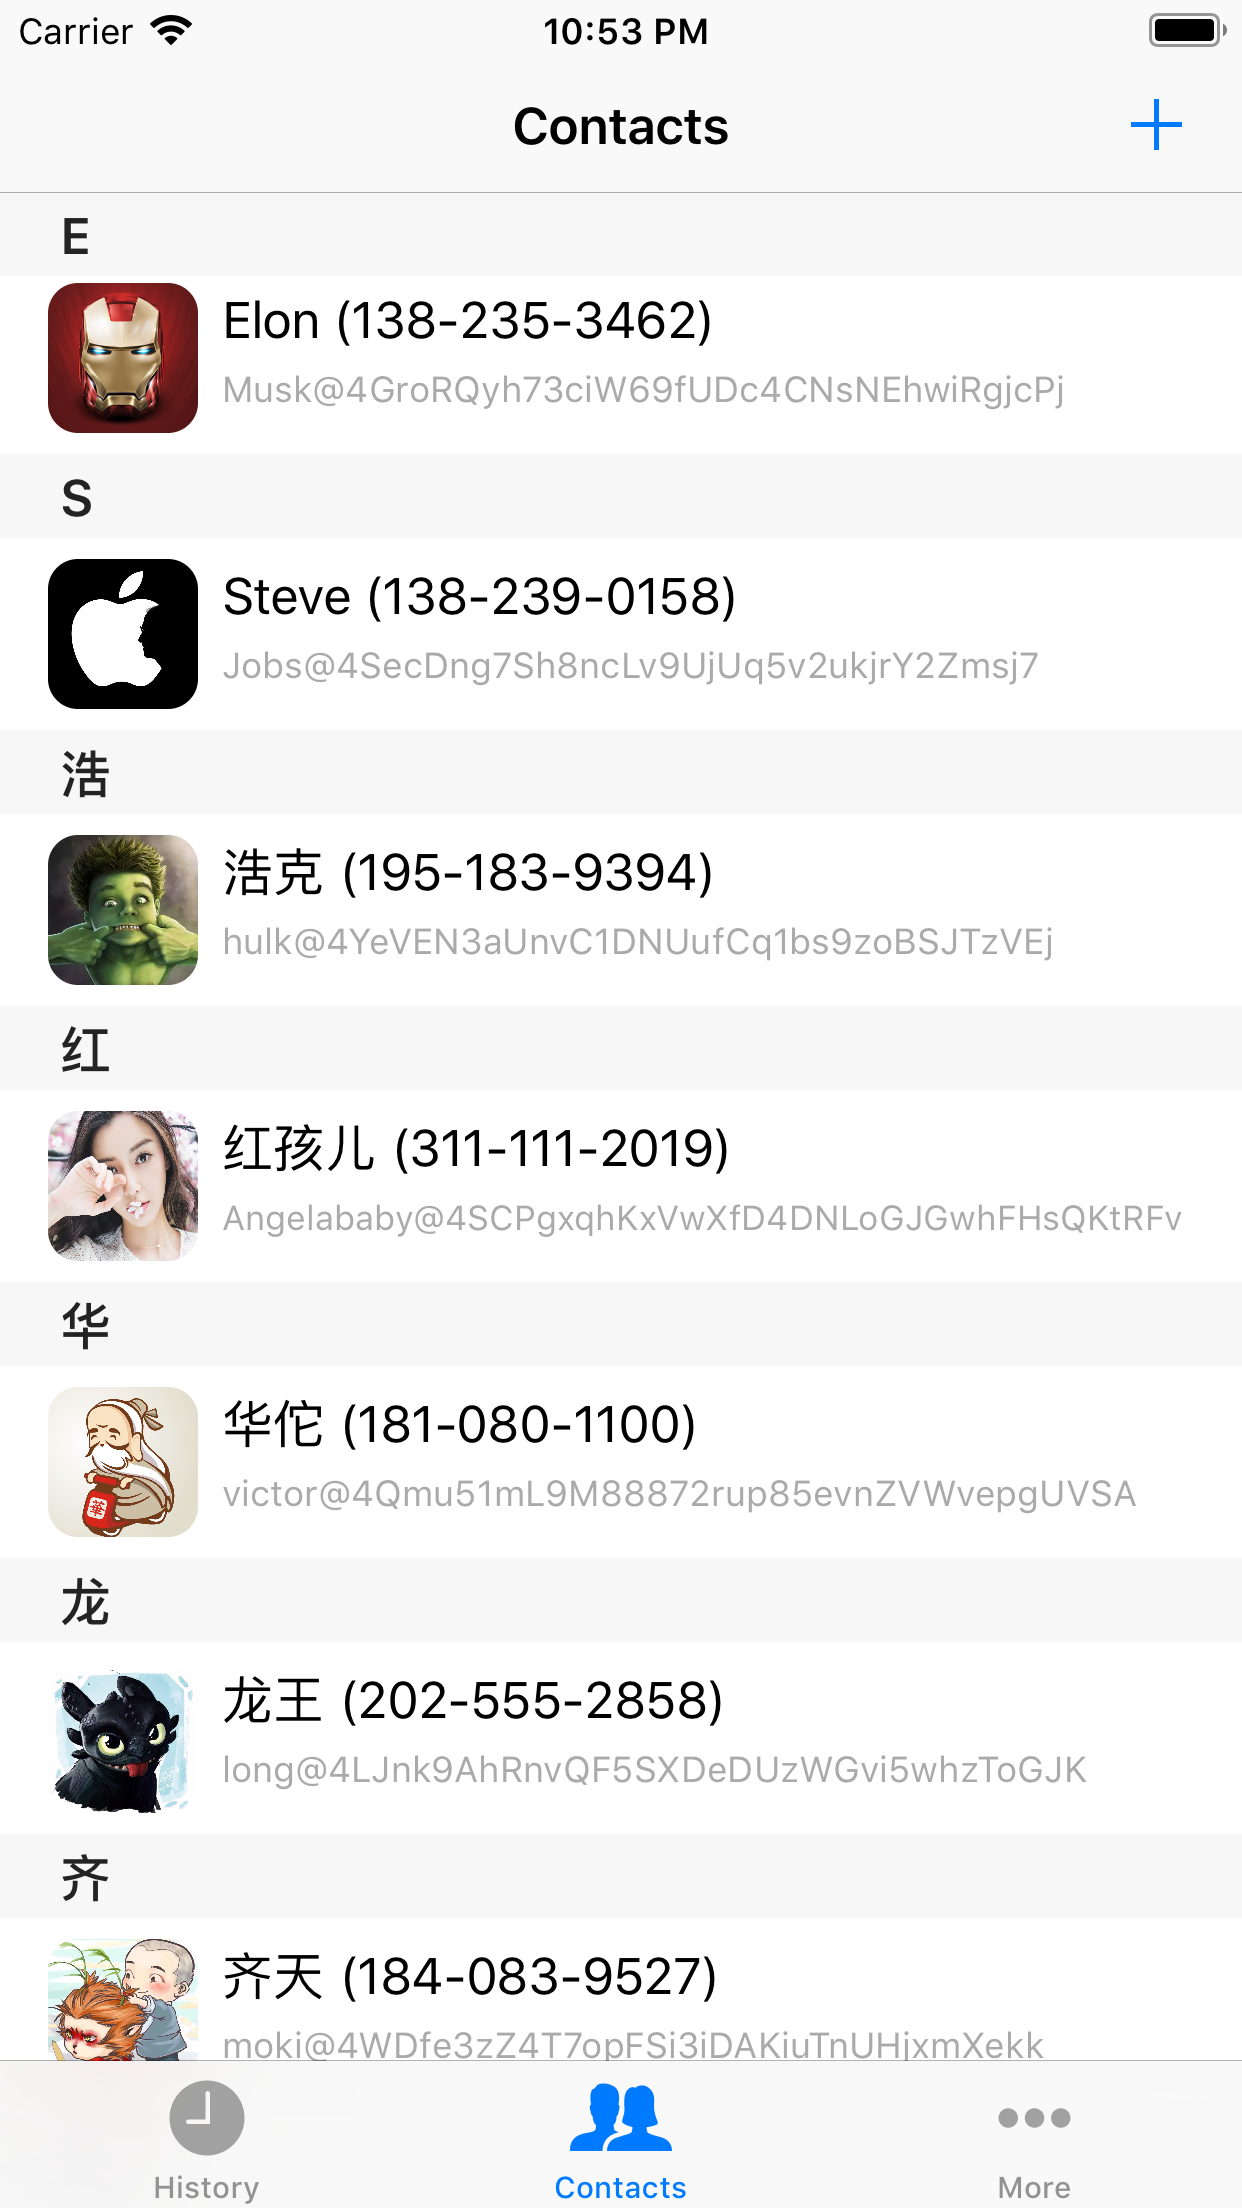 Carrier 10:53 PM
Contacts
E
Elon (138-235-3462)
Musk@4GroRQyh73ciW69fUDc4CNsNEhwiRgjcPj
S
Steve (138-239-0158)
Jobs@4SecDng7Sh8ncLv9UjUq5v2ukjrY2Zmsj7
浩
浩克 (195-183-9394)
hulk@4YeVEN3aUnvC1DNUufCq1bs9zoBSJTzVEj
红
红孩儿 (311-111-2019)
Angelababy@4SCPgxqhKxVwXfD4DNLoGJGwhFHsQKtRFv
华
华佗 (181-080-1100)
華
victor@4Qmu51mL9M88872rup85evnZVWvepgUVSA
龙
龙王 (202-555-2858)
long@4LJnk9AhRnvQF5SXDeDUzWGvi5whzToGJK
齐
齐天 (184-083-9527)
moki@4WDfe3zZ4T7opFSi3iDAKiuTnUHjxmXekk
History Contacts More